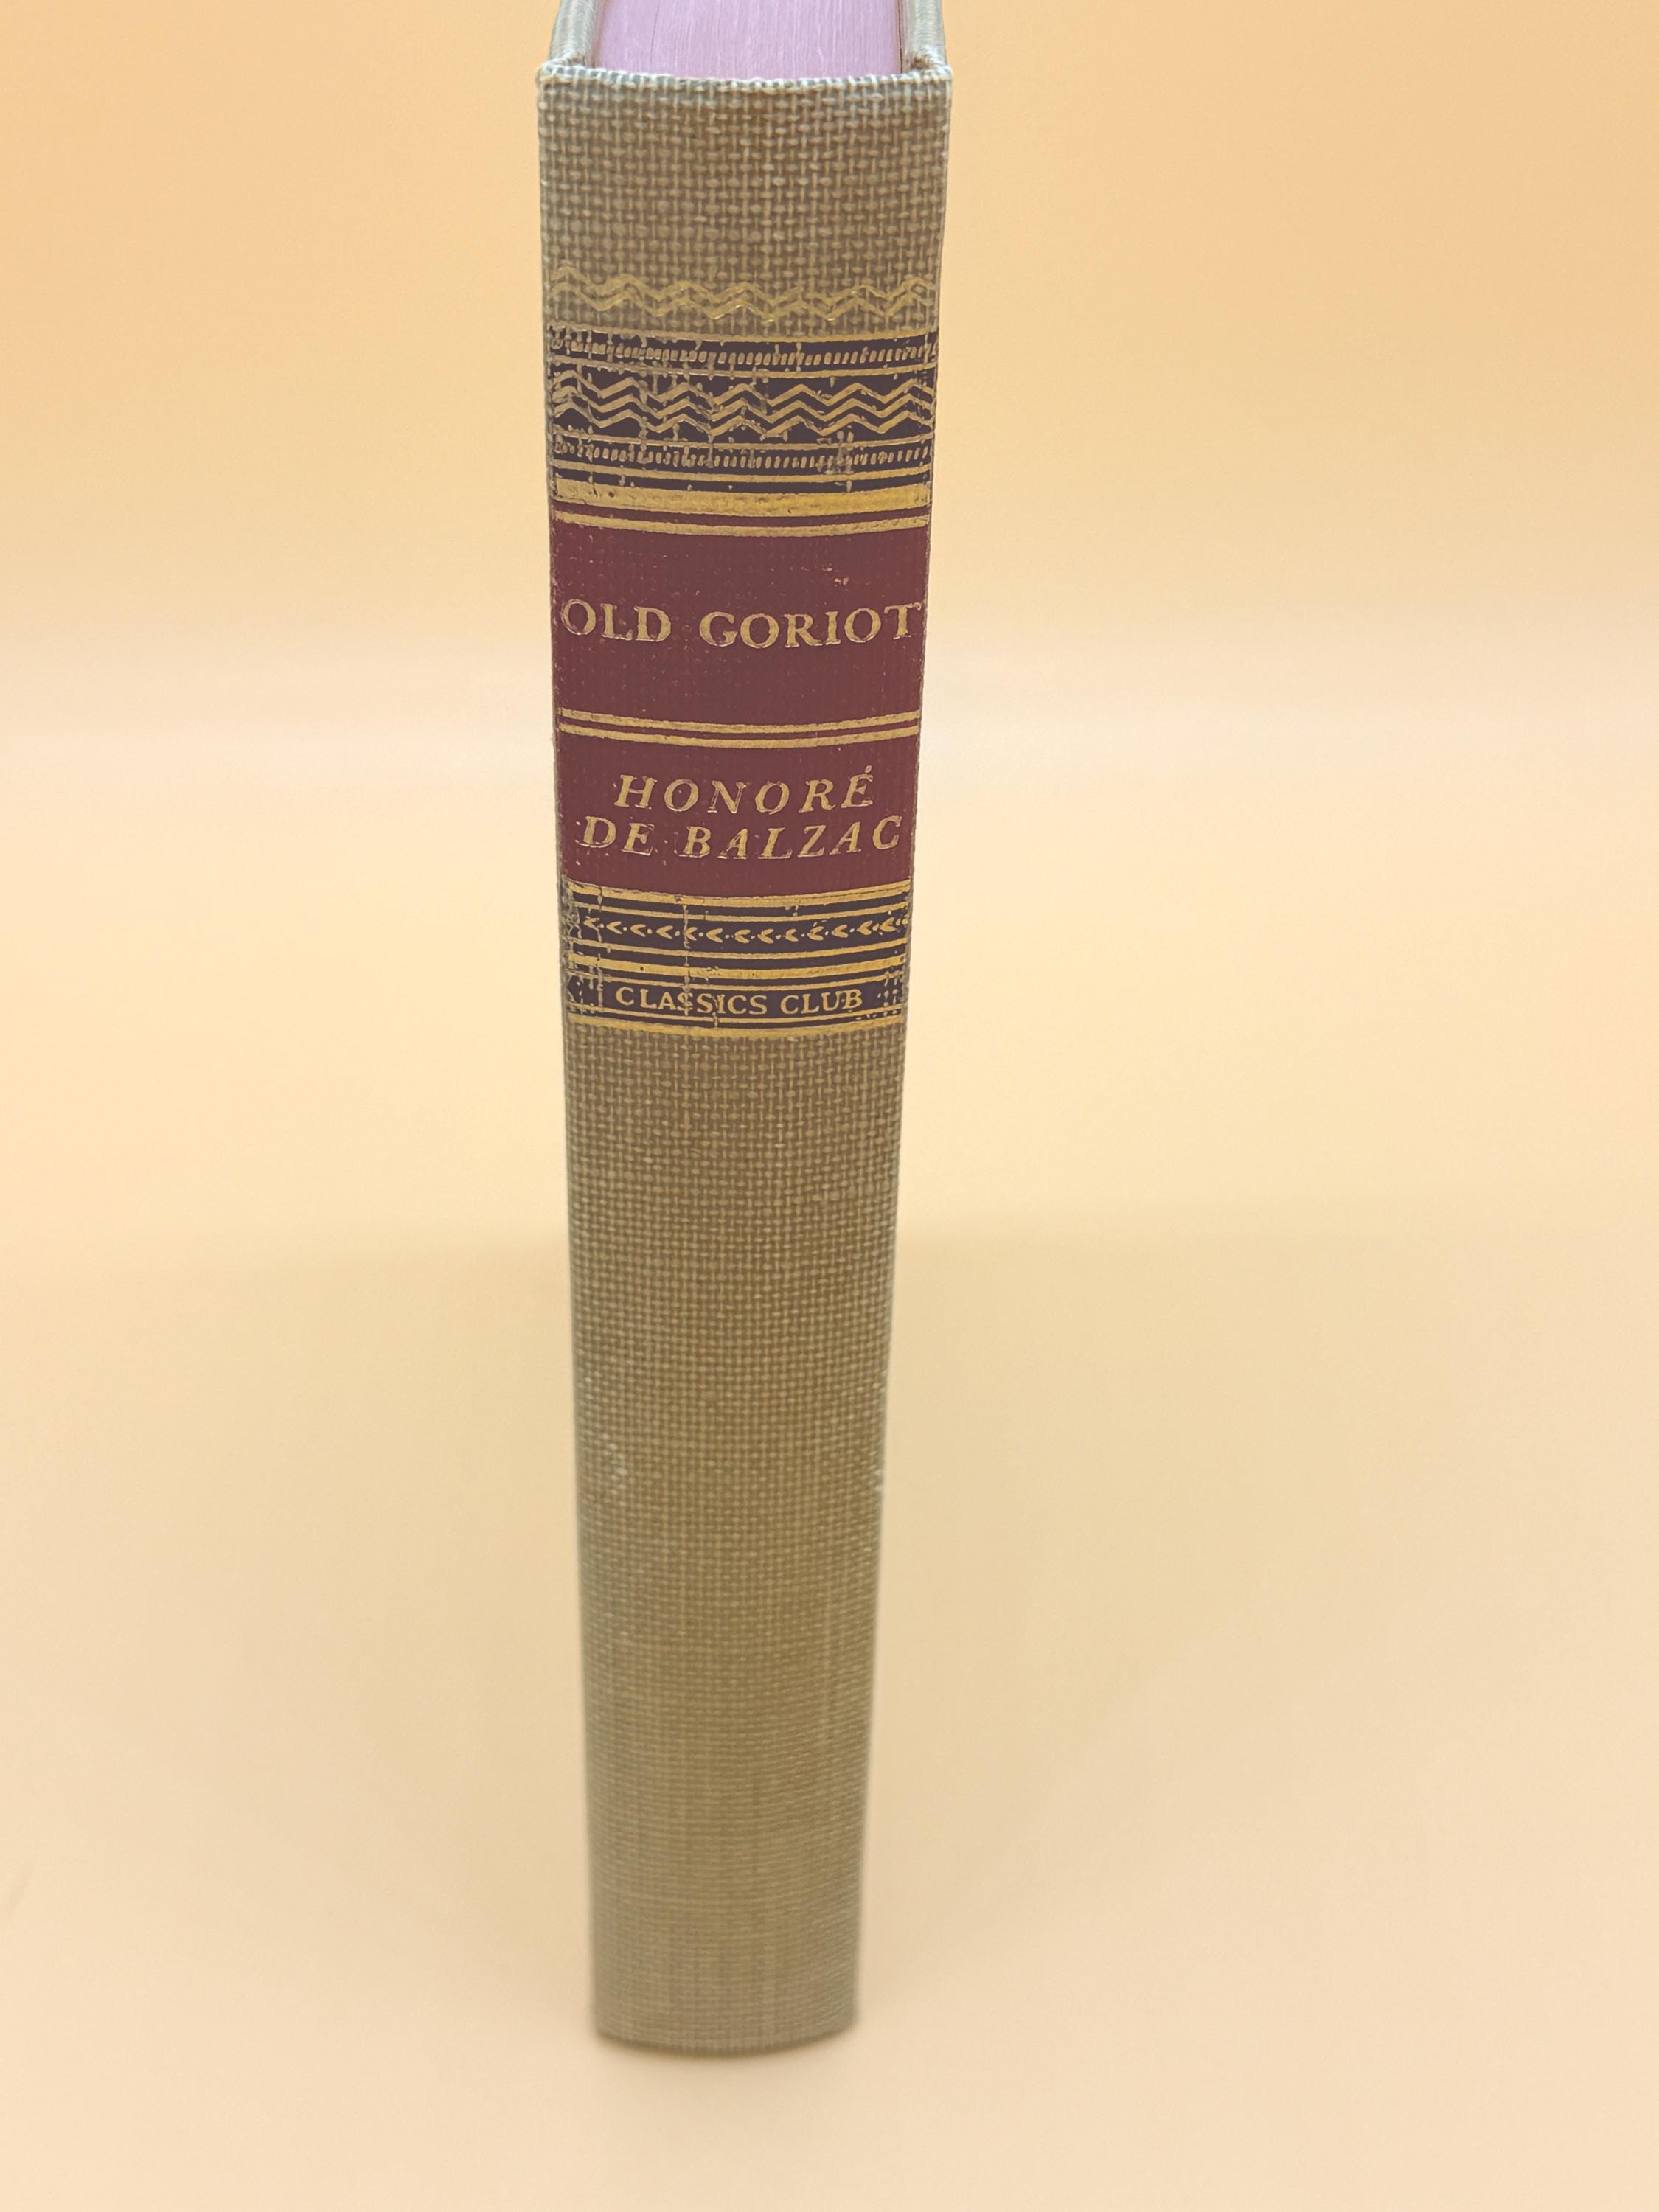 OLD GORIOT
HONORÉ
DE BALZAC
CLASSICS CLUB